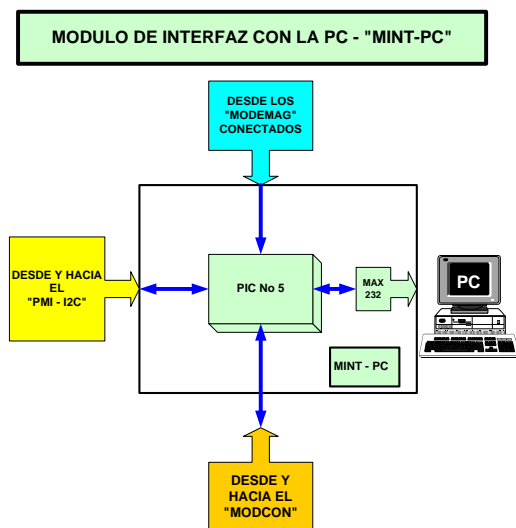 MODULO DE INTERFAZ CON LA PC - "MINT-PC"
DESDE LOS
"MODEMAG"
CONECTADOS
DESDE Y HACIA
EL
"PMI - I2C"
PIC No 5
MAX
232
PC
MINT - PC
DESDE Y
HACIA EL
"MODCON"